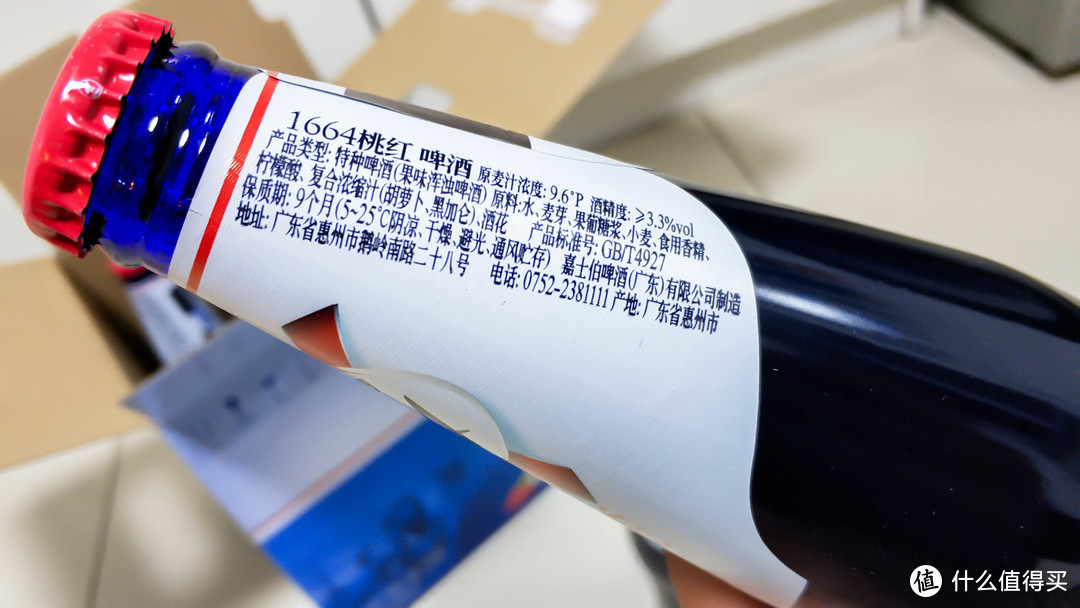 1664桃红 啤酒 原麦汁浓度: 9.6°P 酒精度: ≥3.3%vol
产品类型: 特种啤酒(果味浑浊啤酒) 原料:水、麦芽、果葡糖浆、小麦、食用香精、
柠檬酸、复合浓缩汁(胡萝卜、黑加仑)、酒花 产品标准号: GB/T4927
保质期: 9个月(5~25℃阴凉、干燥、避光、通风贮存) 嘉士伯啤酒(广东)有限公司制造
地址: 广东省惠州市鹅岭南路二十八号 电话: 0752-2381111 产地: 广东省惠州市
值 什么值得买